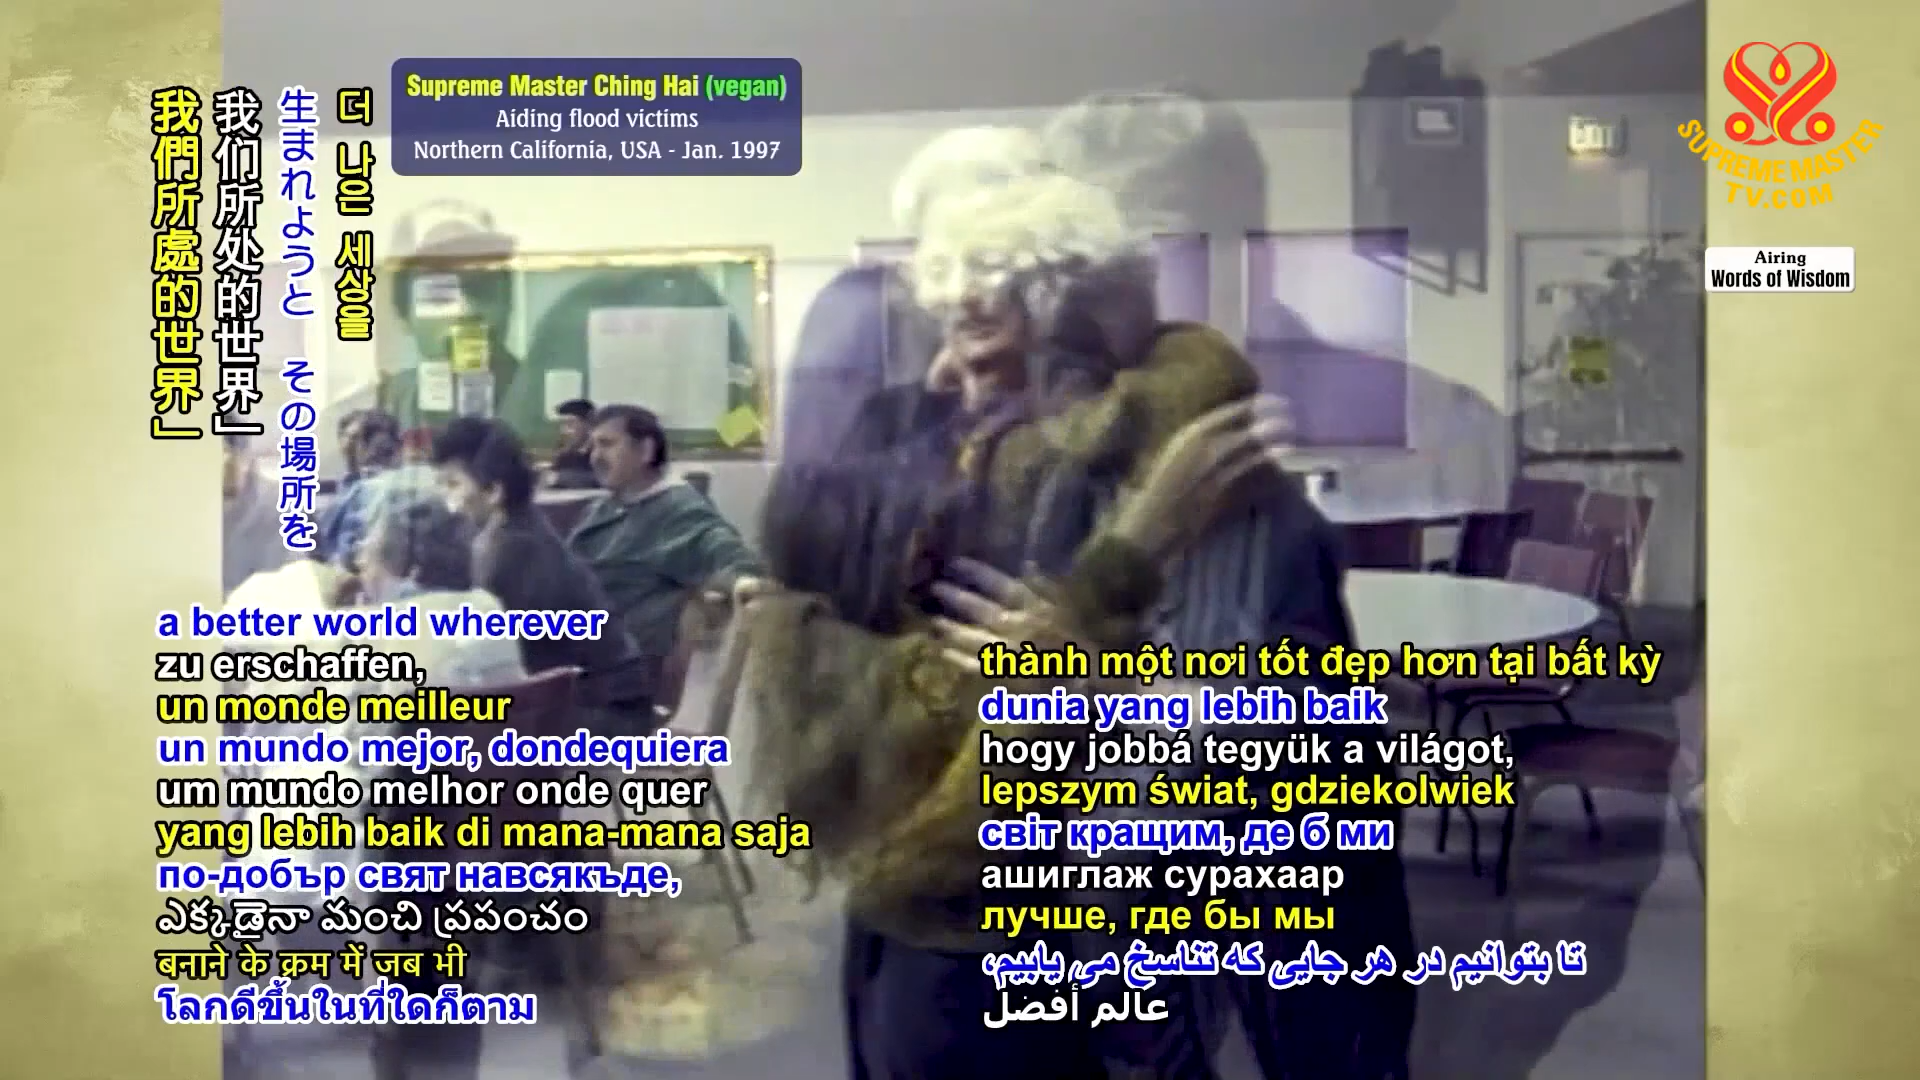 Supreme Master Ching Hai (vegan)
Aiding flood victims
Northern California, USA - Jan. 1997
SUPREME MASTER
TV.COM
Airing
Words of Wisdom
더 나은 세상을
生まれようと その場所を
我们所处的世界」
我們所處的世界」
a better world wherever
zu erschaffen,
un monde meilleur
un mundo mejor, dondequiera
um mundo melhor onde quer
yang lebih baik di mana-mana saja
по-добър свят навсякъде,
ఎక్కడైనా మంచి ప్రపంచం
बनाने के क्रम में जब भी
โลกดีขึ้นในที่ใดก็ตาม
thành một nơi tốt đẹp hơn tại bất kỳ
dunia yang lebih baik
hogy jobbá tegyük a világot,
lepszym świat, gdziekolwiek
світ кращим, де б ми
ашиглаж сурахаар
лучше, где бы мы
تا بتوانیم در هر جایی که تناسخ می یابیم،
عالم أفضل